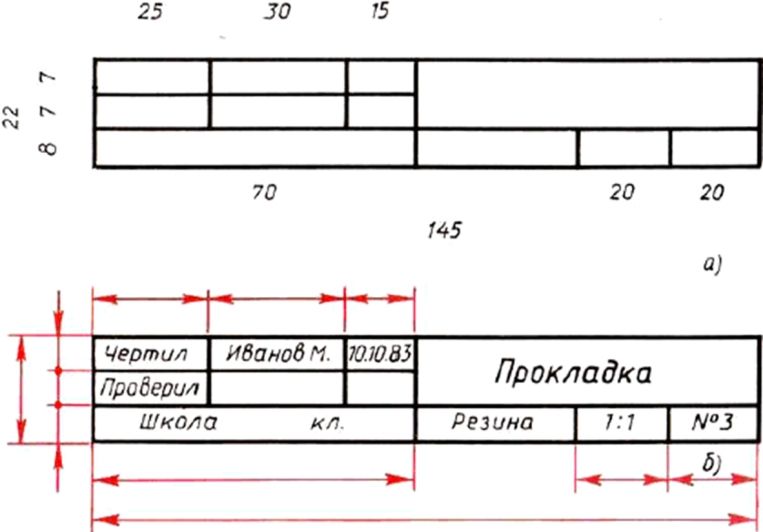 25 30 15
7
22 7
8
70 20 20
145
а)
Чертил Иванов М. 10.10.83
Прокладка
Проверил
Школа кл. Резина 1:1 №3
б)